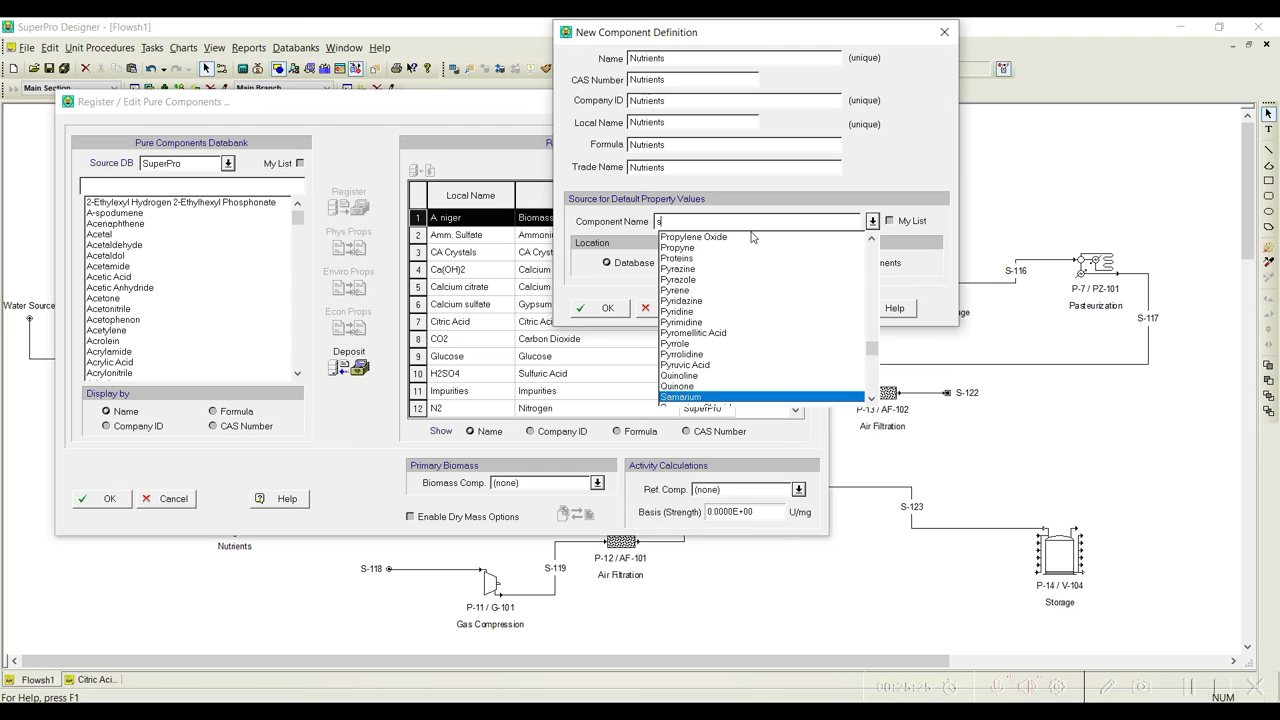 SuperPro Designer - [Flowsh1]
File Edit Unit Procedures Tasks Charts View Reports Databanks Window Help
Main Section
Main Branch
Register / Edit Pure Components ...
Pure Components Databank
Source DB SuperPro My List
2-Ethylexyl Hydrogen 2-Ethylhexyl Phosphonate
A-spodumene
Acenaphthene
Acetal
Acetaldehyde
Acetaldol
Acetamide
Acetic Acid
Acetic Anhydride
Acetone
Acetonitrile
Acetophenon
Acetylene
Acrolein
Acrylamide
Acrylic Acid
Acrylonitrile
Display by
Name Formula
Company ID CAS Number
OK Cancel Help
Register
Phys Props
Enviro Props
Econ Props
Deposit
Local Name
1 A. niger Biomass
2 Amm. Sulfate
3 CA Crystals
4 Ca(OH)2 Calcium
5 Calcium citrate Calcium
6 Calcium sulfate Gypsum
7 Citric Acid Citric Acid
8 CO2 Carbon Dioxide
9 Glucose Glucose
10 H2SO4 Sulfuric Acid
11 Impurities Impurities
12 N2 Nitrogen SuperPro
Show Name Company ID Formula CAS Number
Primary Biomass
Biomass Comp. (none)
Enable Dry Mass Options
Activity Calculations
Ref. Comp. (none)
Basis (Strength) 0.0000E+00 U/mg
New Component Definition
Name Nutrients (unique)
CAS Number Nutrients
Company ID Nutrients (unique)
Local Name Nutrients (unique)
Formula Nutrients
Trade Name Nutrients
Source for Default Property Values
Component Name s My List
Location
Database
OK Help
Propylene Oxide
Propyne
Proteins
Pyrazine
Pyrazole
Pyrene
Pyridazine
Pyridine
Pyrimidine
Pyromellitic Acid
Pyrrole
Pyrrolidine
Pyruvic Acid
Quinoline
Quinone
Samarium
Water Source
S-116
P-7 / PZ-101
Pasteurization
S-117
P-13 / AF-102
Air Filtration
S-122
S-123
P-14 / V-104
Storage
Nutrients
S-118
S-119
P-11 / G-101
Gas Compression
P-12 / AF-101
Air Filtration
Flowsh1 Citric Aci...
For Help, press F1
00:25:25
NUM